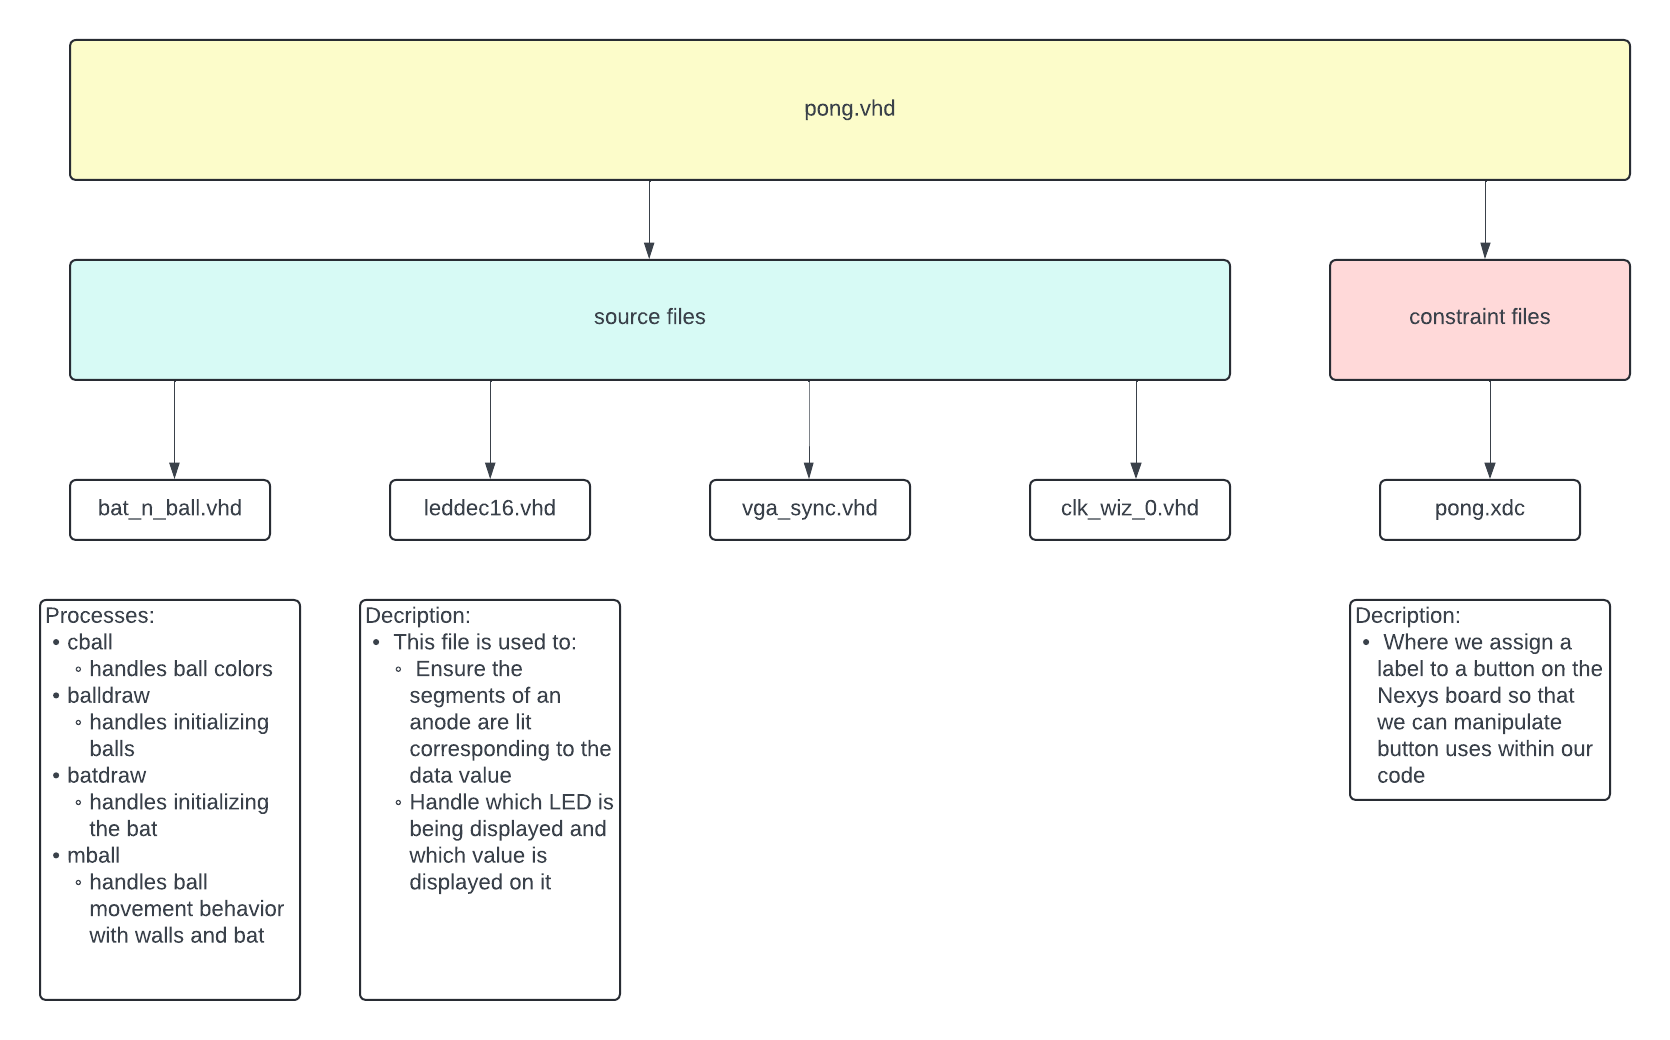 pong.vhd
source files
constraint files
bat_n_ball.vhd
leddec16.vhd
vga_sync.vhd
clk_wiz_0.vhd
pong.xdc
Processes:
• cball
◦ handles ball colors
• balldraw
◦ handles initializing
balls
• batdraw
◦ handles initializing
the bat
• mball
◦ handles ball
movement behavior
with walls and bat
Decription:
• This file is used to:
◦ Ensure the
segments of an
anode are lit
corresponding to the
data value
◦ Handle which LED is
being displayed and
which value is
displayed on it
Decription:
• Where we assign a
label to a button on the
Nexys board so that
we can manipulate
button uses within our
code